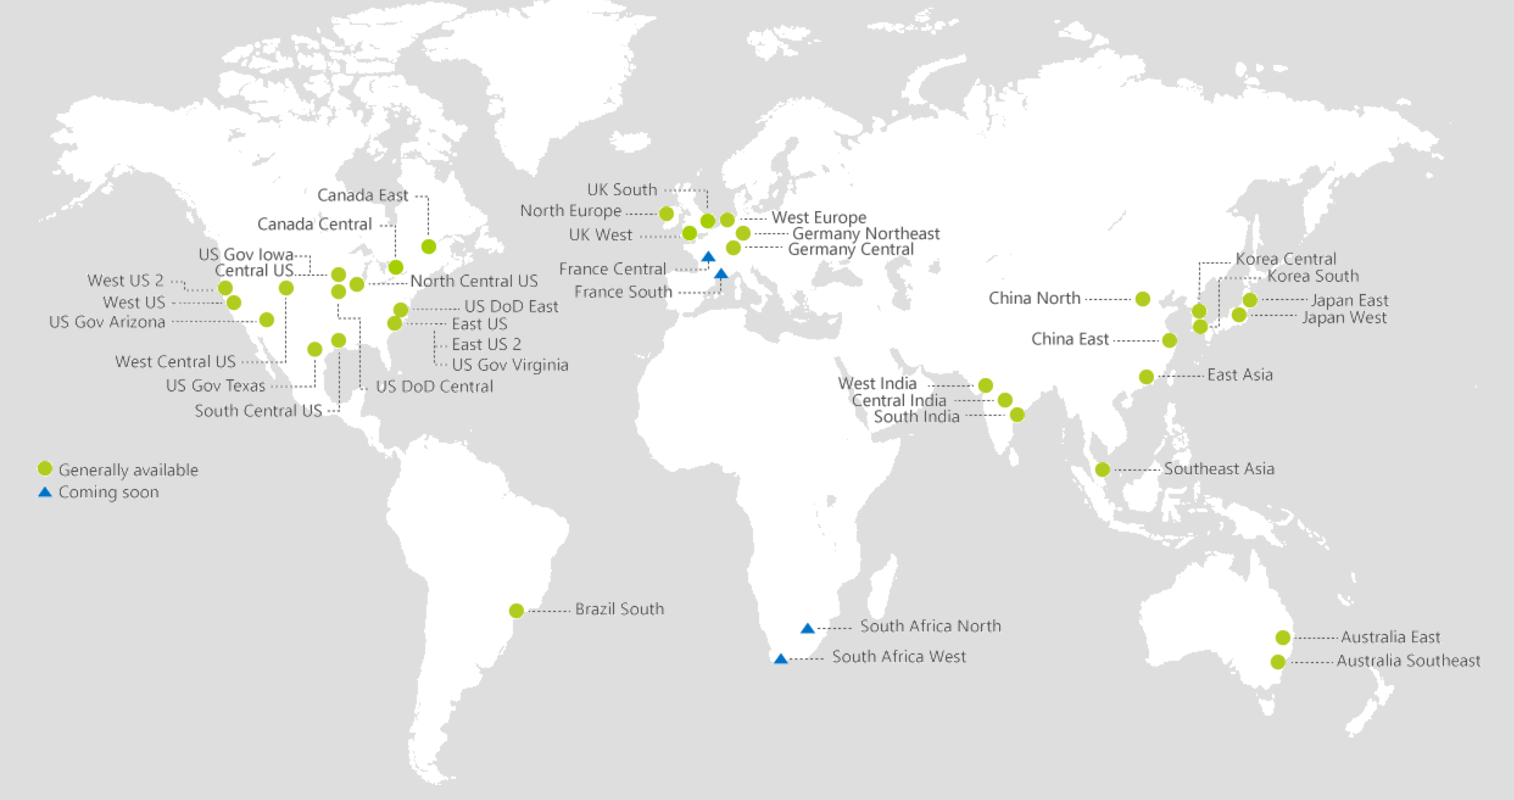 Canada East
Canada Central
US Gov Iowa
Central US
West US 2
West US
US Gov Arizona
West Central US
US Gov Texas
South Central US
North Central US
US DoD East
East US
East US 2
US Gov Virginia
US DoD Central
Generally available
Coming soon
Brazil South
UK South
North Europe
UK West
France Central
France South
West Europe
Germany Northeast
Germany Central
South Africa North
South Africa West
China North
China East
West India
Central India
South India
Korea Central
Korea South
Japan East
Japan West
East Asia
Southeast Asia
Australia East
Australia Southeast